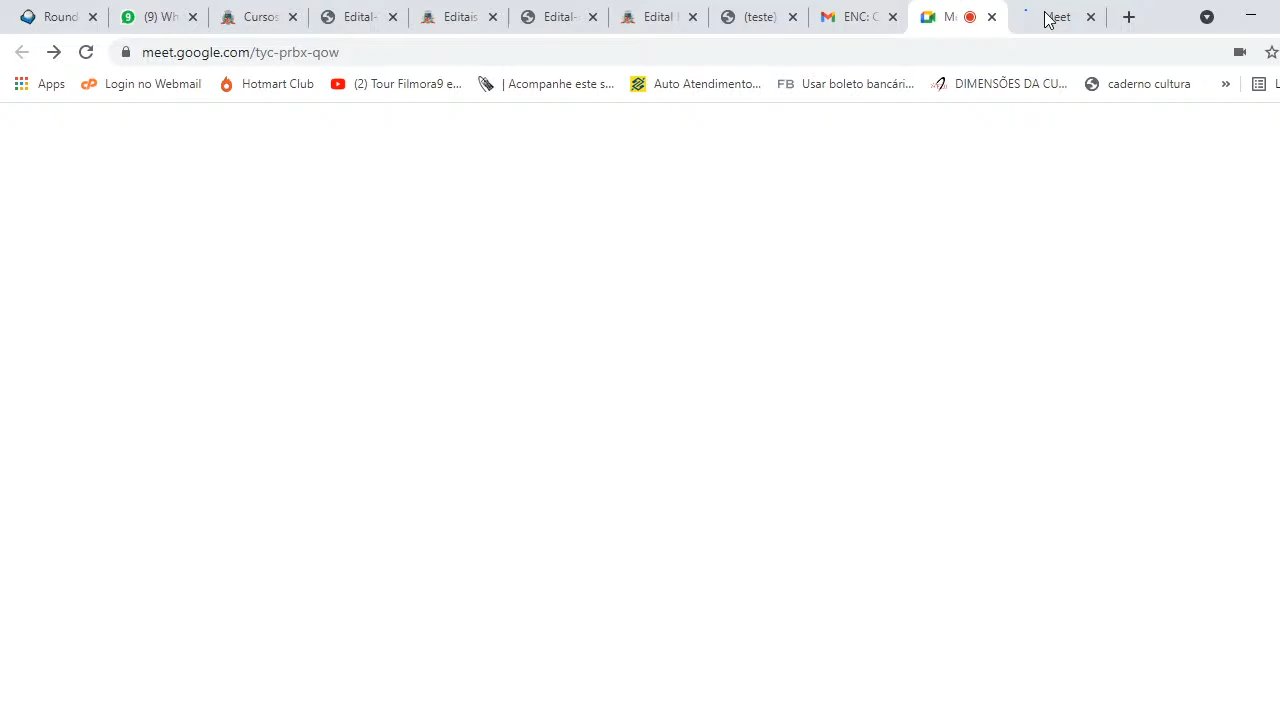 Round (9) Wh Cursos Edital- Editais Edital- Edital (teste) ENC: C M Meet
meet.google.com/tyc-prbx-qow
Apps Login no Webmail Hotmart Club (2) Tour Filmora9 e... | Acompanhe este s... Auto Atendimento... FB Usar boleto bancári... DIMENSÕES DA CU... caderno cultura » L